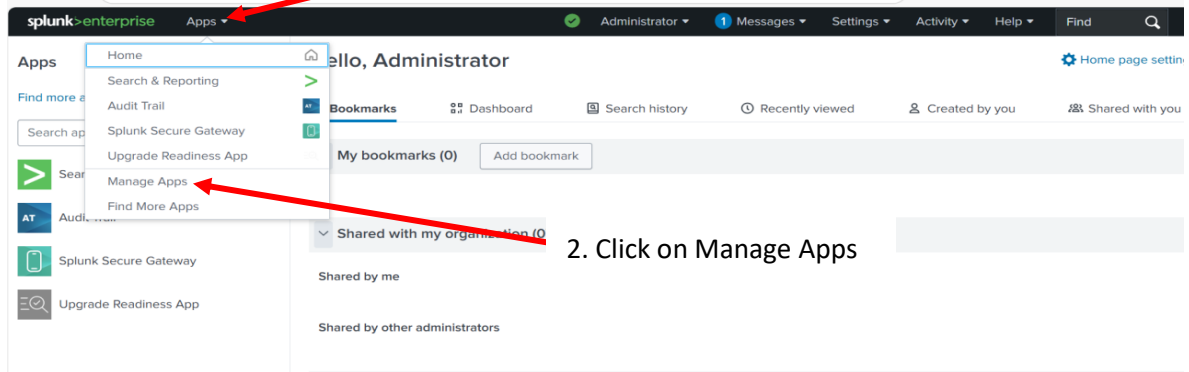 splunk>enterprise Apps Administrator 1 Messages Settings Activity Help Find
Apps
Home
ello, Administrator
Home page settin
Search & Reporting
Find more a
Audit Trail
Bookmarks Dashboard Search history Recently viewed Created by you Shared with you
Search ap
Splunk Secure Gateway
Upgrade Readiness App
My bookmarks (0) Add bookmark
Sear
Manage Apps
Find More Apps
AT Audit Trail
Shared with my organization (0
2. Click on Manage Apps
Splunk Secure Gateway
Shared by me
Upgrade Readiness App
Shared by other administrators